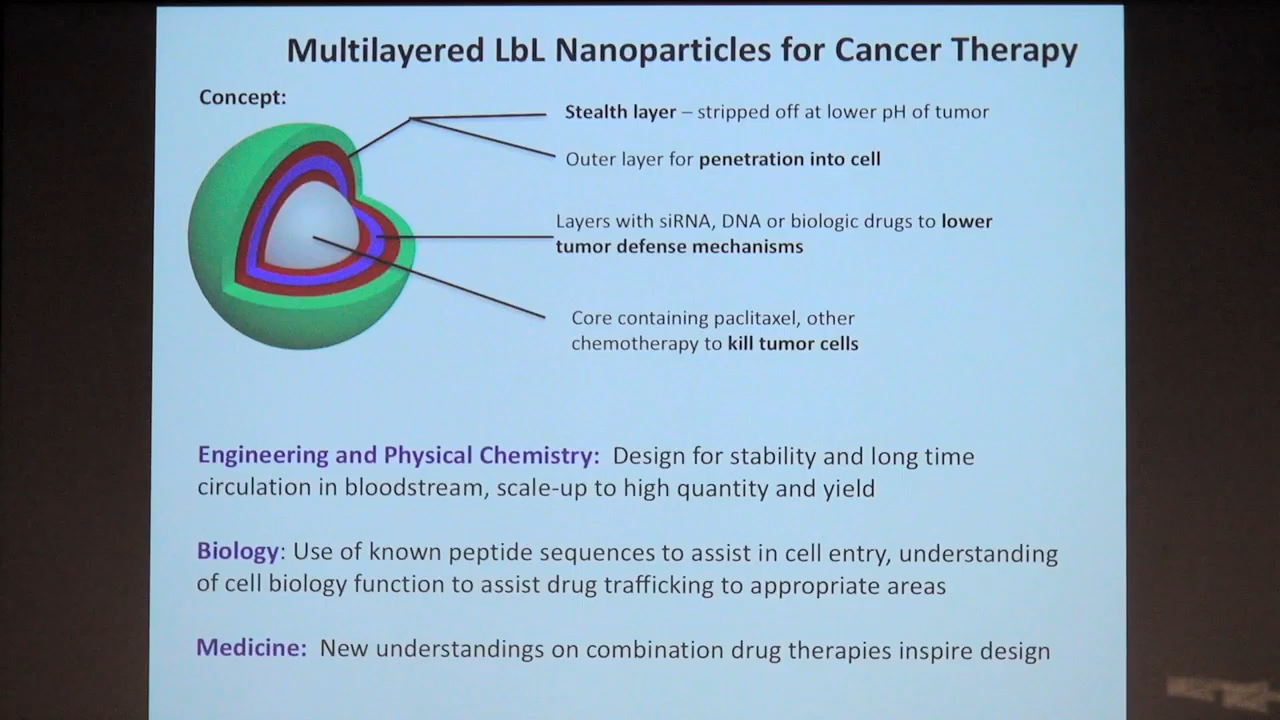 Multilayered LbL Nanoparticles for Cancer Therapy
Concept:
Stealth layer – stripped off at lower pH of tumor
Outer layer for penetration into cell
Layers with siRNA, DNA or biologic drugs to lower
tumor defense mechanisms
Core containing paclitaxel, other
chemotherapy to kill tumor cells
Engineering and Physical Chemistry: Design for stability and long time
circulation in bloodstream, scale-up to high quantity and yield
Biology: Use of known peptide sequences to assist in cell entry, understanding
of cell biology function to assist drug trafficking to appropriate areas
Medicine: New understandings on combination drug therapies inspire design